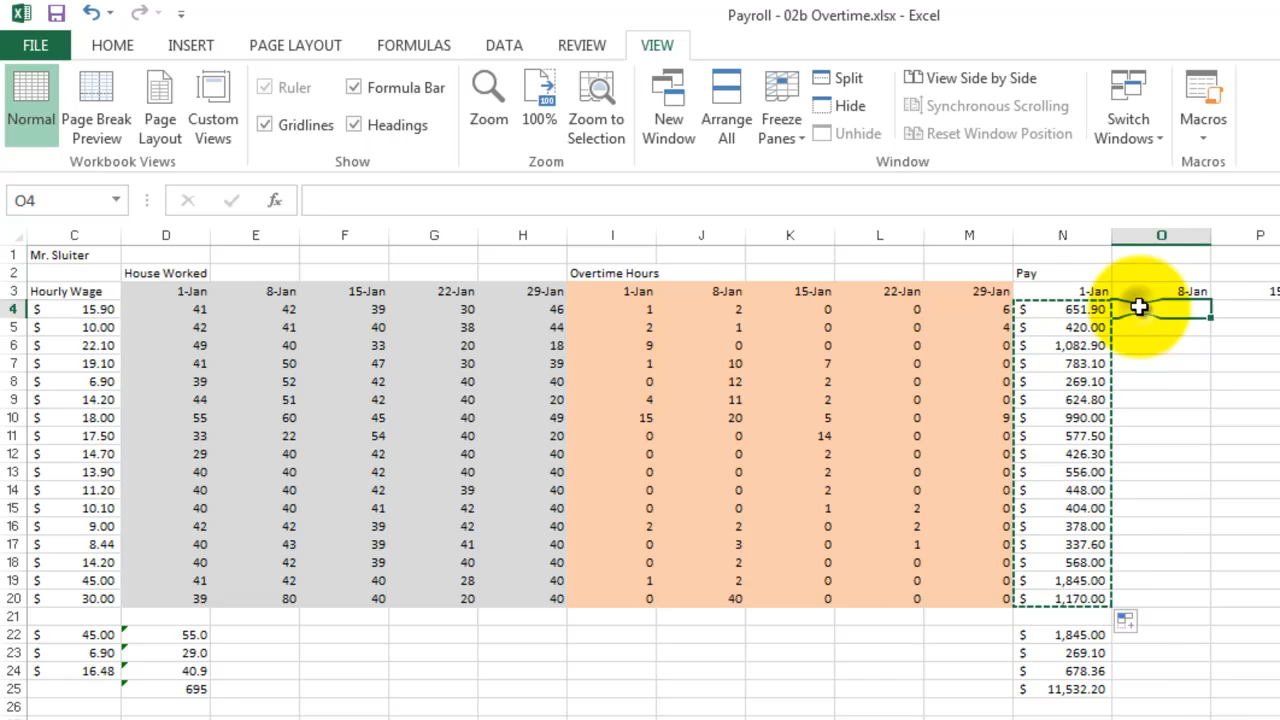 Payroll - 02b Overtime.xlsx - Excel
FILE HOME INSERT PAGE LAYOUT FORMULAS DATA REVIEW VIEW
Normal Page Break Preview Page Layout Custom Views
Workbook Views
Ruler Formula Bar
Gridlines Headings
Show
Zoom 100% Zoom to Selection
Zoom
New Window Arrange All Freeze Panes
Split
Hide
Unhide
View Side by Side
Synchronous Scrolling
Reset Window Position
Window
Switch Windows
Macros
Macros
O4 fx
C D E F G H I J K L M N O P
1 Mr. Sluiter
2 House Worked Overtime Hours Pay
3 Hourly Wage 1-Jan 8-Jan 15-Jan 22-Jan 29-Jan 1-Jan 8-Jan 15-Jan 22-Jan 29-Jan 1-Jan 8-Jan 15
4 $ 15.90 41 42 39 30 46 1 2 0 0 6 $ 651.90
5 $ 10.00 42 41 40 38 44 2 1 0 0 4 $ 420.00
6 $ 22.10 49 40 33 20 18 9 0 0 0 0 $ 1,082.90
7 $ 19.10 41 50 47 30 39 1 10 7 0 0 $ 783.10
8 $ 6.90 39 52 42 40 40 0 12 2 0 0 $ 269.10
9 $ 14.20 44 51 42 40 20 4 11 2 0 0 $ 624.80
10 $ 18.00 55 60 45 40 49 15 20 5 0 9 $ 990.00
11 $ 17.50 33 22 54 40 20 0 0 14 0 0 $ 577.50
12 $ 14.70 29 40 42 40 40 0 0 2 0 0 $ 426.30
13 $ 13.90 40 40 42 40 40 0 0 2 0 0 $ 556.00
14 $ 11.20 40 40 42 39 40 0 0 2 0 0 $ 448.00
15 $ 10.10 40 40 41 42 40 0 0 1 2 0 $ 404.00
16 $ 9.00 42 42 39 42 40 2 2 0 2 0 $ 378.00
17 $ 8.44 40 43 39 41 40 0 3 0 1 0 $ 337.60
18 $ 14.20 40 42 39 40 40 0 2 0 0 0 $ 568.00
19 $ 45.00 41 42 40 28 40 1 2 0 0 0 $ 1,845.00
20 $ 30.00 39 80 40 20 40 0 40 0 0 0 $ 1,170.00
21
22 $ 45.00 55.0 $ 1,845.00
23 $ 6.90 29.0 $ 269.10
24 $ 16.48 40.9 $ 678.36
25 695 $ 11,532.20
26